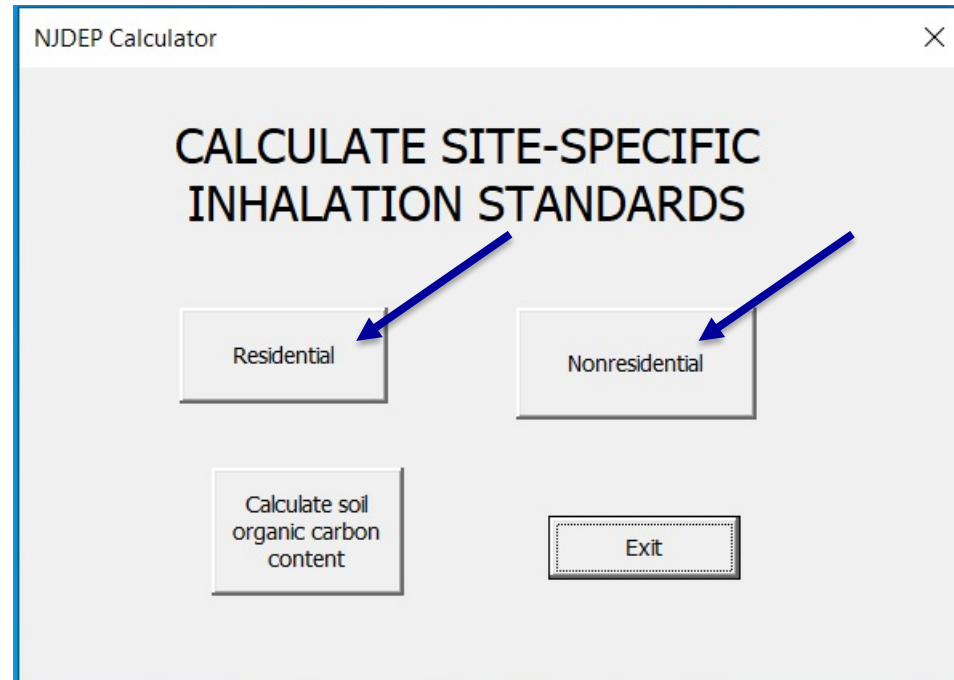 NJDEP Calculator
CALCULATE SITE-SPECIFIC
INHALATION STANDARDS
Residential
Nonresidential
Calculate soil
organic carbon
content
Exit